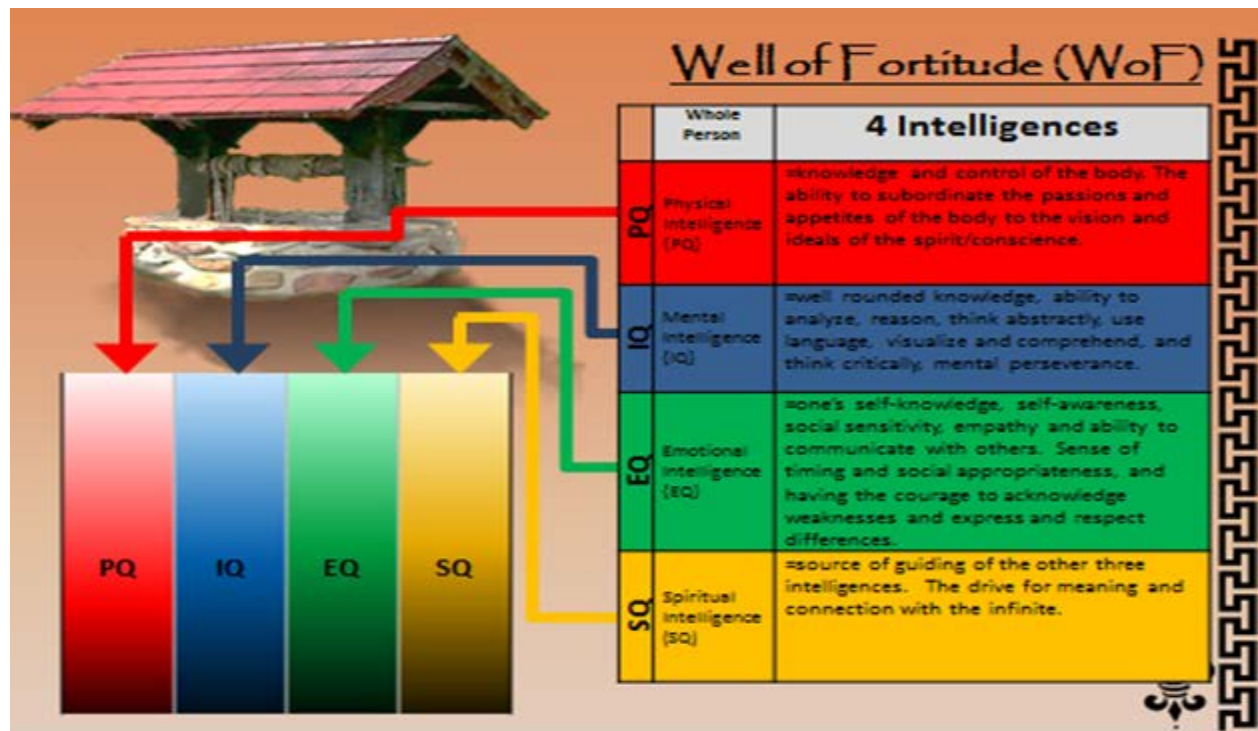 Well of Fortitude (WoF)
Whole
Person
4 Intelligences
PQ
Physical
Intelligence
(PQ)
=knowledge and control of the body. The
ability to subordinate the passions and
appetites of the body to the vision and
ideals of the spirit/conscience.
IQ
Mental
Intelligence
(IQ)
=well rounded knowledge, ability to
analyze, reason, think abstractly, use
language, visualize and comprehend, and
think critically, mental perseverance.
EQ
Emotional
Intelligence
(EQ)
=one's self-knowledge, self-awareness,
social sensitivity, empathy and ability to
communicate with others. Sense of
timing and social appropriateness, and
having the courage to acknowledge
weaknesses and express and respect
differences.
SQ
Spiritual
Intelligence
(SQ)
=source of guiding of the other three
intelligences. The drive for meaning and
connection with the infinite.
PQ IQ EQ SQ